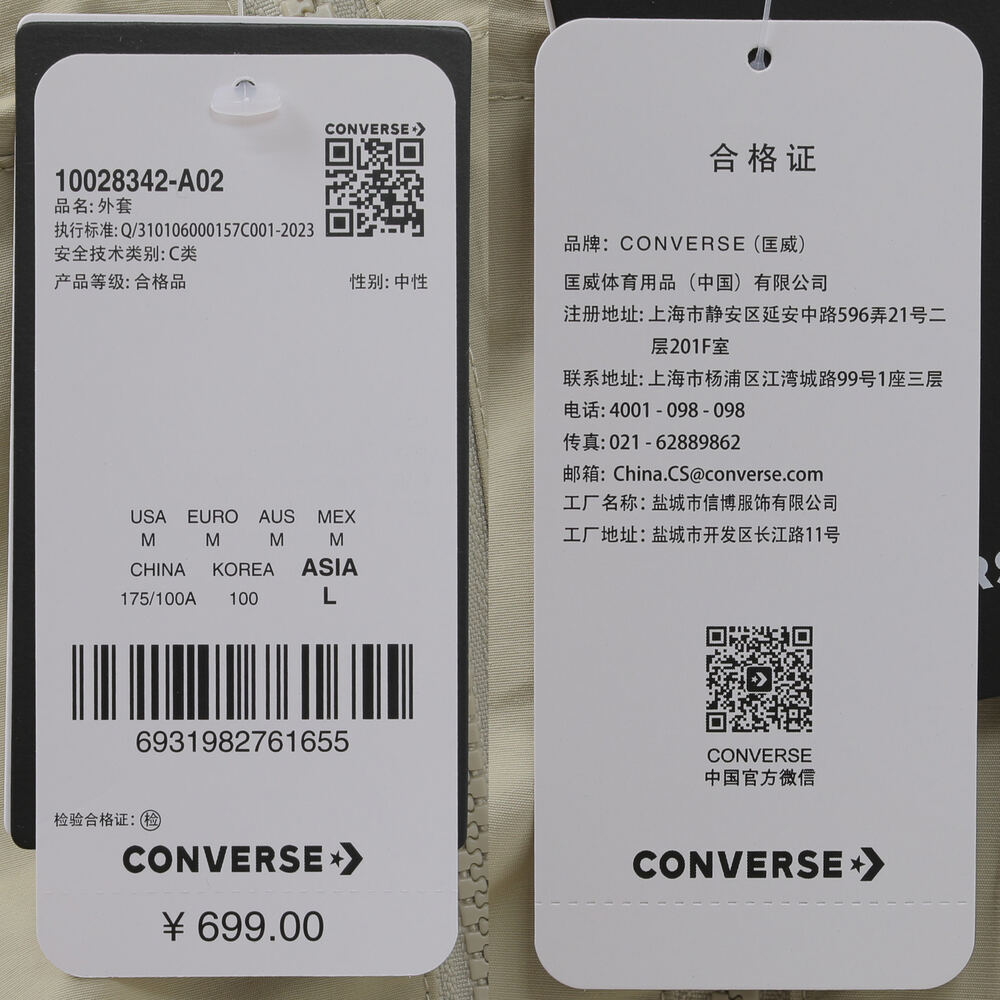 CONVERSE
10028342-A02
品名: 外套
执行标准: Q/310106000157C001-2023
安全技术类别: C类
产品等级: 合格品 性别: 中性
USA EURO AUS MEX
M M M M
CHINA KOREA ASIA
175/100A 100 L
6931982761655
检验合格证: 检
CONVERSE
¥ 699.00
合格证
品牌: CONVERSE (匡威)
匡威体育用品（中国）有限公司
注册地址: 上海市静安区延安中路596弄21号二
层201F室
联系地址: 上海市杨浦区江湾城路99号1座三层
电话: 4001 - 098 - 098
传真: 021 - 62889862
邮箱: China.CS@converse.com
工厂名称: 盐城市信博服饰有限公司
工厂地址: 盐城市开发区长江路11号
CONVERSE
中国官方微信
CONVERSE